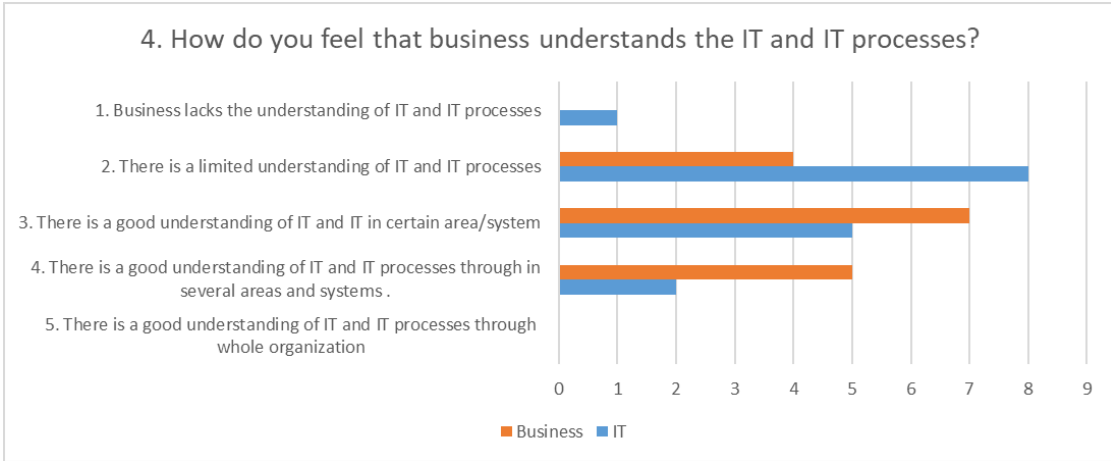 4. How do you feel that business understands the IT and IT processes?
1. Business lacks the understanding of IT and IT processes
2. There is a limited understanding of IT and IT processes
3. There is a good understanding of IT and IT in certain area/system
4. There is a good understanding of IT and IT processes through in
several areas and systems .
5. There is a good understanding of IT and IT processes through
whole organization
0 1 2 3 4 5 6 7 8 9
Business IT